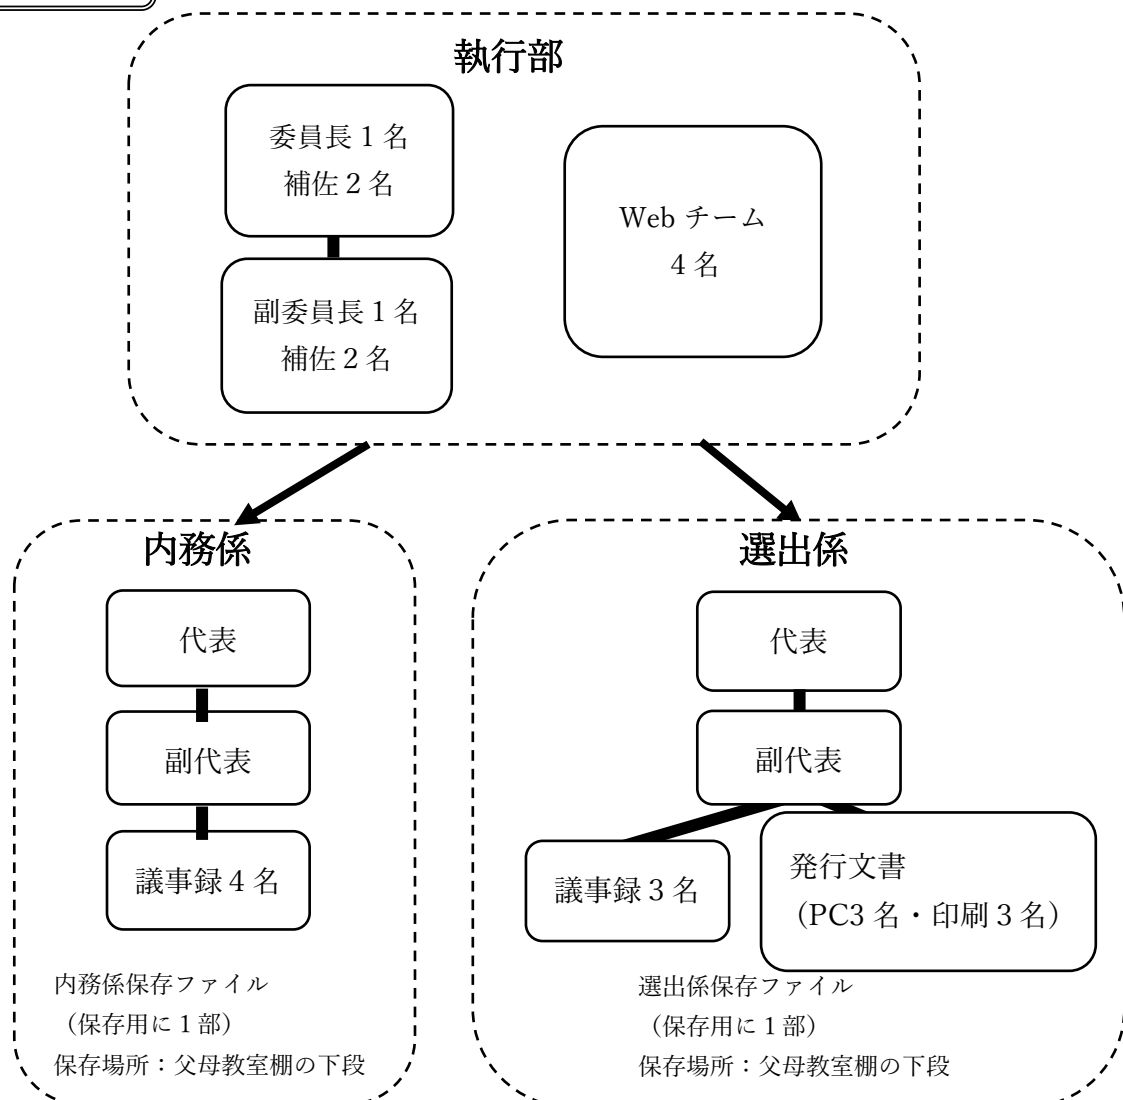 執行部
委員長1名
補佐2名
副委員長1名
補佐2名
Web チーム
4名
内務係
代表
副代表
議事録4名
内務係保存ファイル
（保存用に1部）
保存場所：父母教室棚の下段
選出係
代表
副代表
議事録3名
発行文書
（PC3 名・印刷3名）
選出係保存ファイル
（保存用に1部）
保存場所：父母教室棚の下段